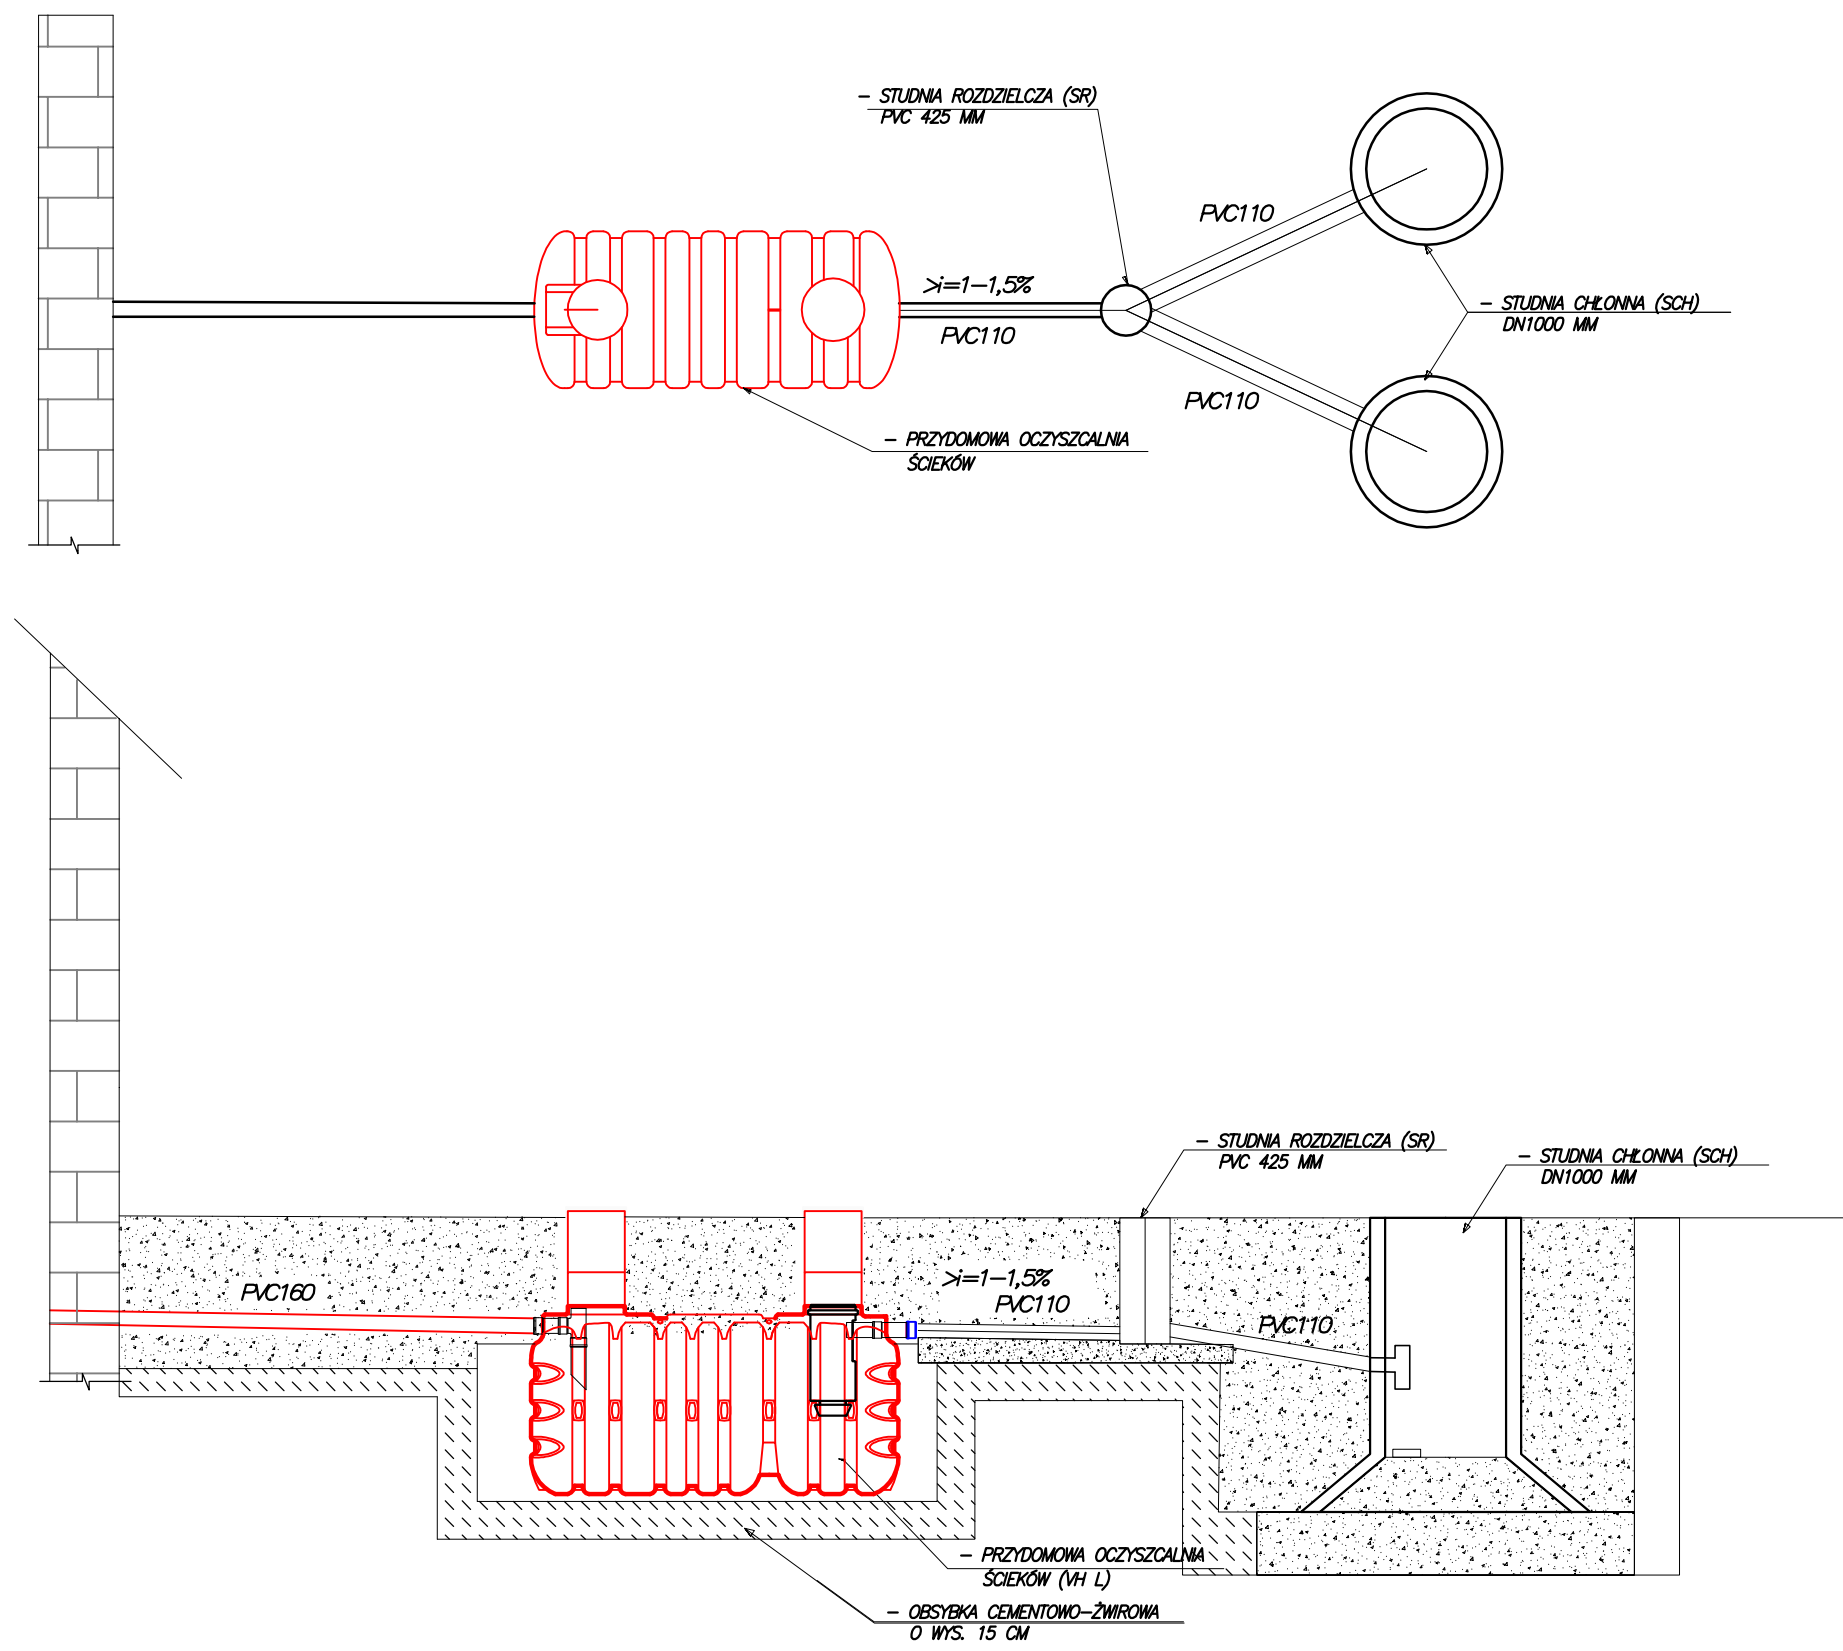 - STUDNIA ROZDZIELCZA (SR)
PVC 425 MM
PVC110
>i=1-1,5%
PVC110
- STUDNIA CHŁONNA (SCH)
DN1000 MM
PVC110
- PRZYDOMOWA OCZYSZCALNIA
ŚCIEKÓW
- STUDNIA ROZDZIELCZA (SR)
PVC 425 MM
- STUDNIA CHŁONNA (SCH)
DN1000 MM
PVC160
>i=1-1,5%
PVC110
PVC110
- PRZYDOMOWA OCZYSZCALNIA
ŚCIEKÓW (VH L)
- OBSYBKA CEMENTOWO-ŻWIROWA
O WYS. 15 CM